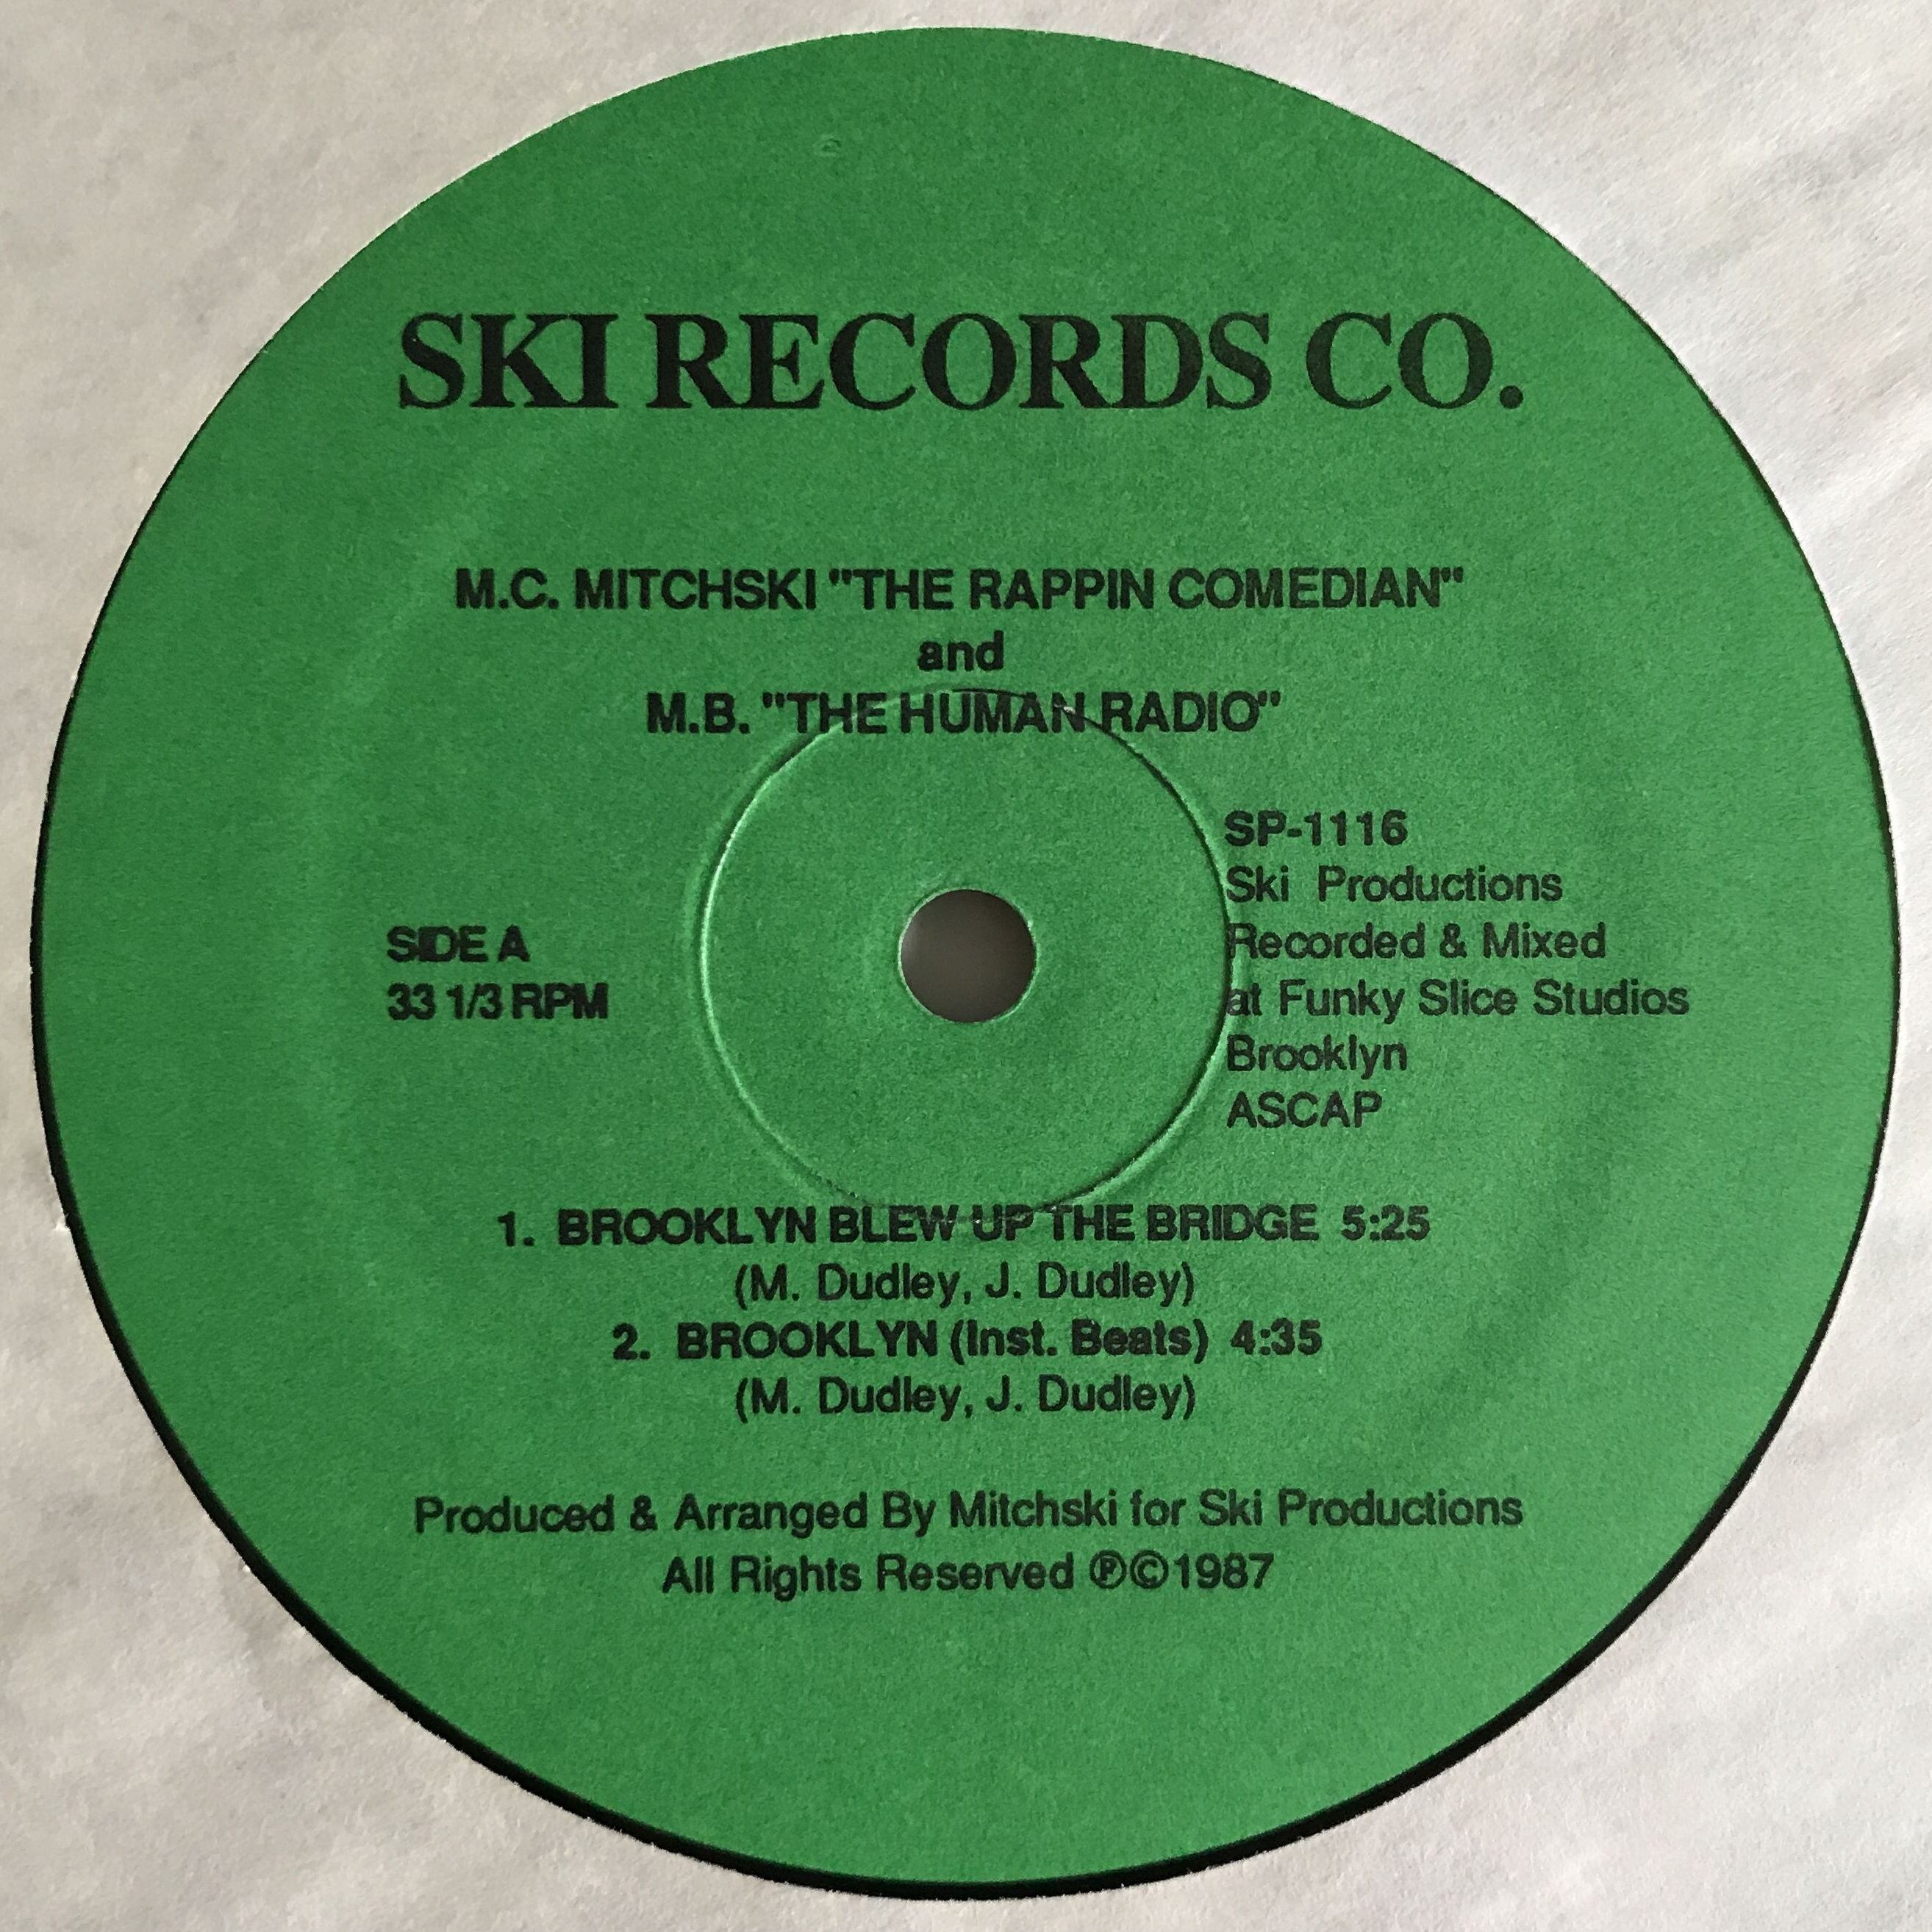 SKI RECORDS CO.
M.C. MITCHSKI "THE RAPPIN COMEDIAN"
and
M.B. "THE HUMAN RADIO"
SIDE A
33 1/3 RPM
SP-1116
Ski Productions
Recorded & Mixed
at Funky Slice Studios
Brooklyn
ASCAP
1. BROOKLYN BLEW UP THE BRIDGE 5:25
(M. Dudley, J. Dudley)
2. BROOKLYN (Inst. Beats) 4:35
(M. Dudley, J. Dudley)
Produced & Arranged By Mitchski for Ski Productions
All Rights Reserved ℗©1987